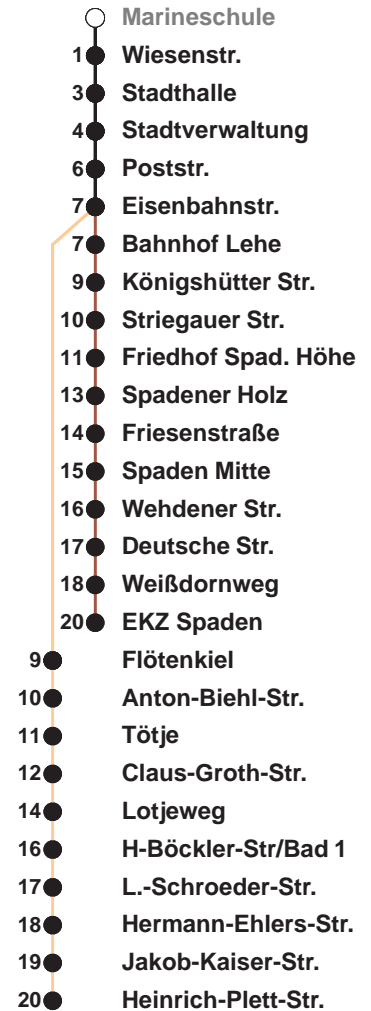 Marineschule
1 Wiesenstr.
3 Stadthalle
4 Stadtverwaltung
6 Poststr.
7 Eisenbahnstr.
7 Bahnhof Lehe
9 Königshütter Str.
10 Striegauer Str.
11 Friedhof Spad. Höhe
13 Spadener Holz
14 Friesenstraße
15 Spaden Mitte
16 Wehdener Str.
17 Deutsche Str.
18 Weißdornweg
20 EKZ Spaden
9 Flötenkiel
10 Anton-Biehl-Str.
11 Tötje
12 Claus-Groth-Str.
14 Lotjeweg
16 H-Böckler-Str/Bad 1
17 L.-Schroeder-Str.
18 Hermann-Ehlers-Str.
19 Jakob-Kaiser-Str.
20 Heinrich-Plett-Str.